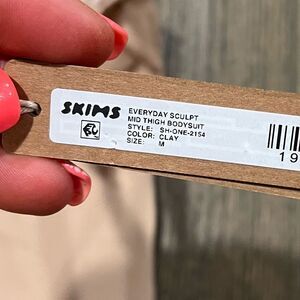 SKIMS
EVERYDAY SCULPT
MID THIGH BODYSUIT
STYLE: SH-ONE-2154
COLOR: CLAY
SIZE: M
19